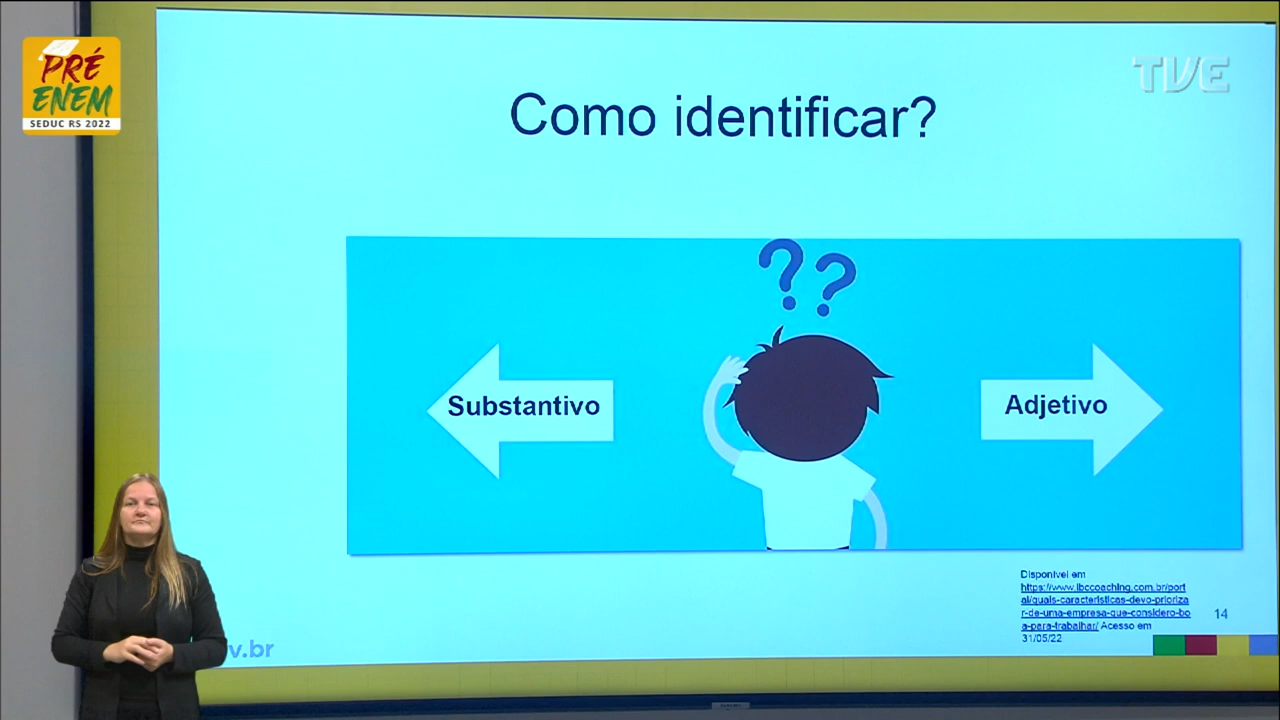 PRÉ
ENEM
SEDUC RS 2022
TVE
Como identificar?
??
Substantivo
Adjetivo
Disponível em
https://www.ibccoaching.com.br/port
al/quais-caracteristicas-devo-prioriza
r-de-uma-empresa-que-considero-bo
a-para-trabalhar/ Acesso em
31/05/22
14
v.br